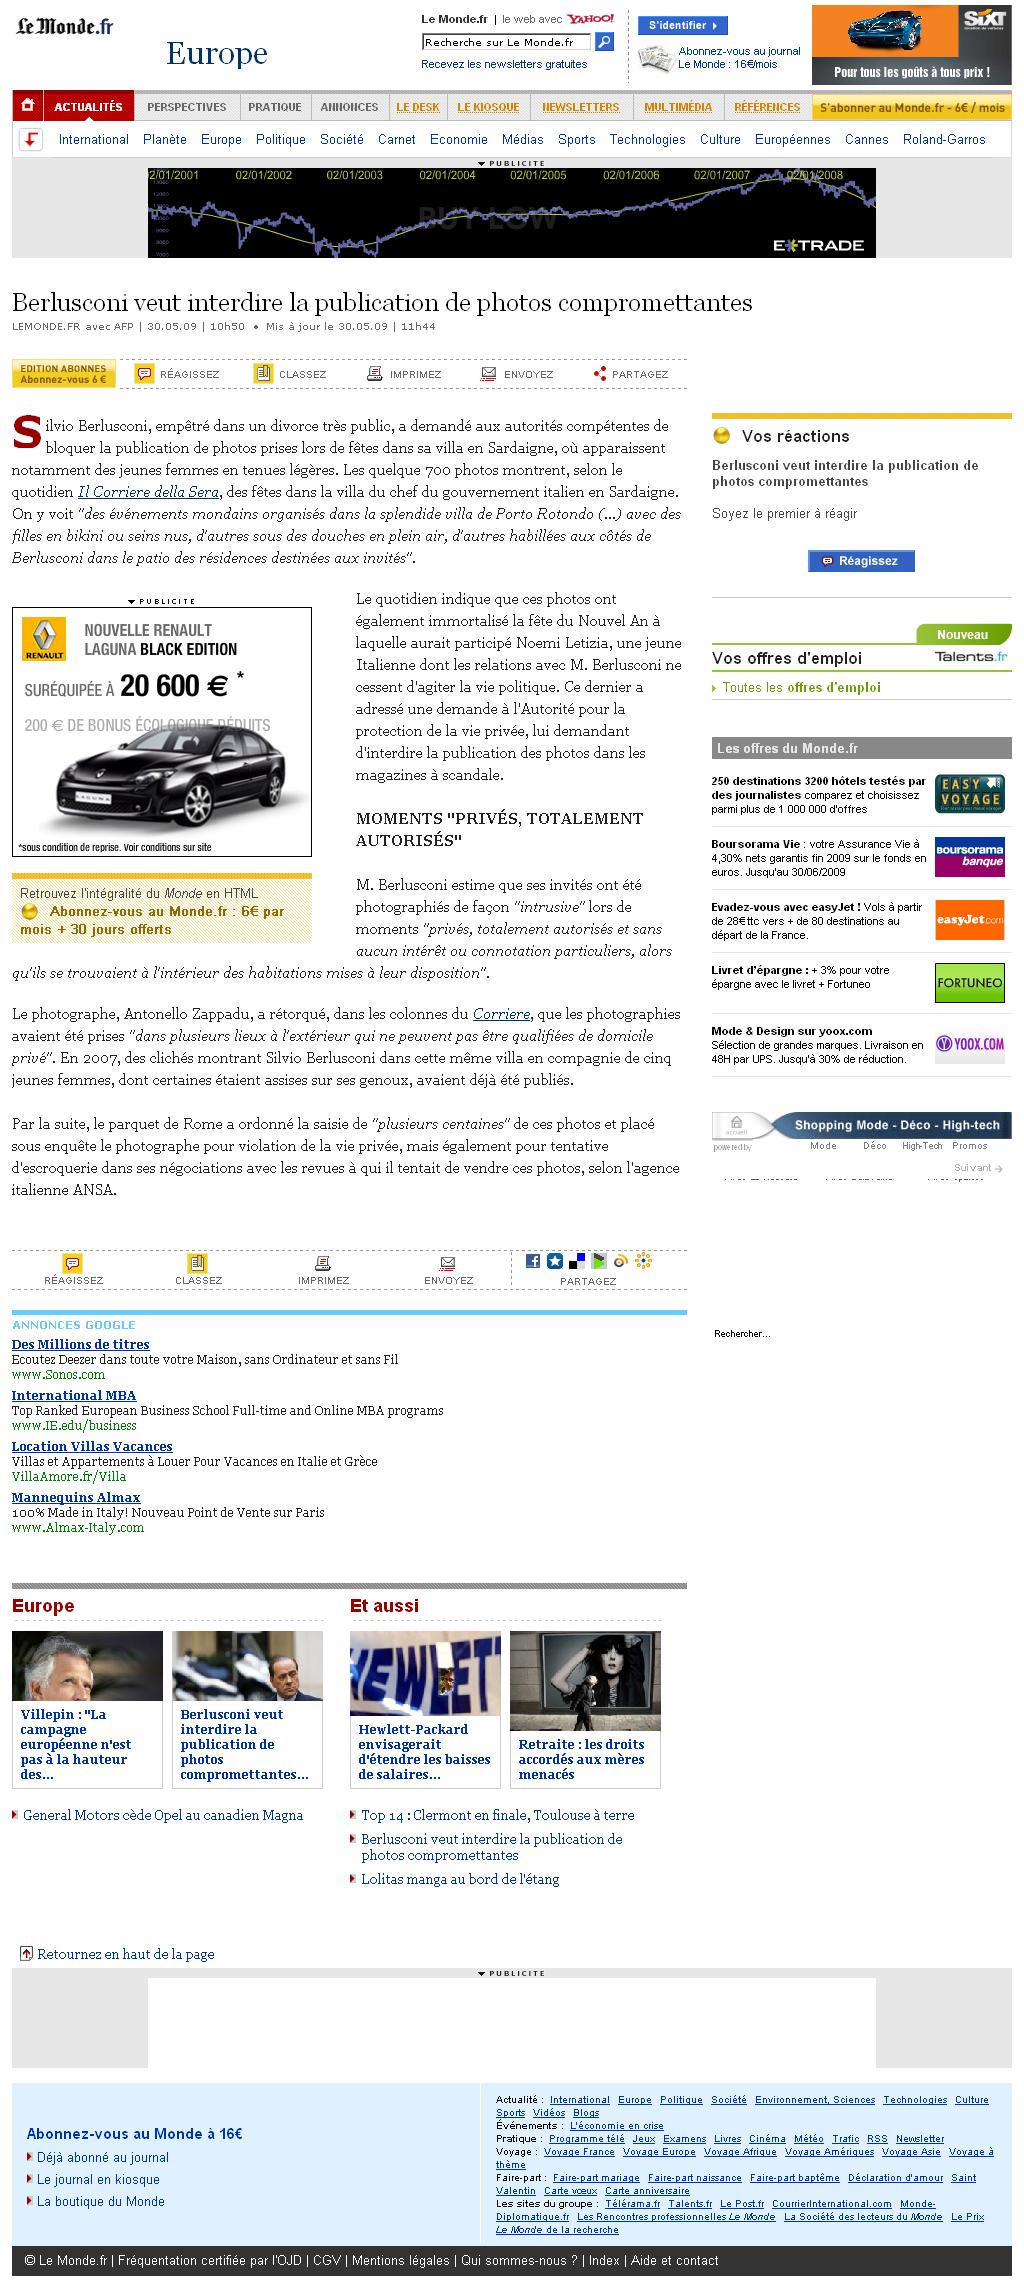 Le Monde.fr
Europe
Le Monde.fr | le web avec YAHOO!
Recherche sur Le Monde.fr
Recevez les newsletters gratuites
S'identifier
Abonnez-vous au journal
Le Monde : 16€/mois
SIXT
Pour tous les goûts à tous prix !
ACTUALITÉS PERSPECTIVES PRATIQUE ANNONCES LE DESK LE KIOSQUE NEWSLETTERS MULTIMÉDIA RÉFÉRENCES S'abonner au Monde.fr - 6€ / mois
International Planète Europe Politique Société Carnet Economie Médias Sports Technologies Culture Européennes Cannes Roland-Garros
PUBLICITE
02/01/2002 02/01/2003 02/01/2004 02/01/2005 02/01/2006 02/01/2007 02/01/2008
BUY LOW
E*TRADE
Berlusconi veut interdire la publication de photos compromettantes
LEMONDE.FR avec AFP | 30.05.09 | 10h50 • Mis à jour le 30.05.09 | 11h44
EDITION ABONNES
Abonnez-vous 6 €
RÉAGISSEZ CLASSEZ IMPRIMEZ ENVOYEZ PARTAGEZ
Silvio Berlusconi, empêtré dans un divorce très public, a demandé aux autorités compétentes de
bloquer la publication de photos prises lors de fêtes dans sa villa en Sardaigne, où apparaissent
notamment des jeunes femmes en tenues légères. Les quelque 700 photos montrent, selon le
quotidien Il Corriere della Sera, des fêtes dans la villa du chef du gouvernement italien en Sardaigne.
On y voit "des événements mondains organisés dans la splendide villa de Porto Rotondo (...) avec des
filles en bikini ou seins nus, d'autres sous des douches en plein air, d'autres habillées aux côtés de
Berlusconi dans le patio des résidences destinées aux invités".
PUBLICITE
RENAULT
NOUVELLE RENAULT
LAGUNA BLACK EDITION
SURÉQUIPÉE À 20 600 € *
200 € DE BONUS ÉCOLOGIQUE DÉDUITS
*sous condition de reprise. Voir conditions sur site
Retrouvez l'intégralité du Monde en HTML
Abonnez-vous au Monde.fr : 6€ par
mois + 30 jours offerts
Le quotidien indique que ces photos ont
également immortalisé la fête du Nouvel An à
laquelle aurait participé Noemi Letizia, une jeune
Italienne dont les relations avec M. Berlusconi ne
cessent d'agiter la vie politique. Ce dernier a
adressé une demande à l'Autorité pour la
protection de la vie privée, lui demandant
d'interdire la publication des photos dans les
magazines à scandale.
MOMENTS "PRIVÉS, TOTALEMENT
AUTORISÉS"
M. Berlusconi estime que ses invités ont été
photographiés de façon "intrusive" lors de
moments "privés, totalement autorisés et sans
aucun intérêt ou connotation particuliers, alors
qu'ils se trouvaient à l'intérieur des habitations mises à leur disposition".
Le photographe, Antonello Zappadu, a rétorqué, dans les colonnes du Corriere, que les photographies
avaient été prises "dans plusieurs lieux à l'extérieur qui ne peuvent pas être qualifiées de domicile
privé". En 2007, des clichés montrant Silvio Berlusconi dans cette même villa en compagnie de cinq
jeunes femmes, dont certaines étaient assises sur ses genoux, avaient déjà été publiés.
Par la suite, le parquet de Rome a ordonné la saisie de "plusieurs centaines" de ces photos et placé
sous enquête le photographe pour violation de la vie privée, mais également pour tentative
d'escroquerie dans ses négociations avec les revues à qui il tentait de vendre ces photos, selon l'agence
italienne ANSA.
RÉAGISSEZ CLASSEZ IMPRIMEZ ENVOYEZ PARTAGEZ
Vos réactions
Berlusconi veut interdire la publication de
photos compromettantes
Soyez le premier à réagir
Réagissez
Nouveau
Vos offres d'emploi Talents.fr
Toutes les offres d'emploi
Les offres du Monde.fr
250 destinations 3200 hôtels testés par
des journalistes comparez et choisissez
parmi plus de 1 000 000 d'offres
EASY VOYAGE
Boursorama Vie : votre Assurance Vie à
4,30% nets garantis fin 2009 sur le fonds en
euros. Jusqu'au 30/06/2009
BOURSORAMA banque
Evadez-vous avec easyJet ! Vols à partir
de 28€ttc vers + de 80 destinations au
départ de la France.
easyJet.com
Livret d'épargne : + 3% pour votre
épargne avec le livret + Fortuneo
FORTUNEO
Mode & Design sur yoox.com
Sélection de grandes marques. Livraison en
48H par UPS. Jusqu'à 30% de réduction.
YOOX.COM
accueil
Shopping Mode - Déco - High-tech
powered by Mode Déco High-Tech Promos
Suivant
Rechercher...
ANNONCES GOOGLE
Des Millions de titres
Ecoutez Deezer dans toute votre Maison, sans Ordinateur et sans Fil
www.Sonos.com
International MBA
Top Ranked European Business School Full-time and Online MBA programs
www.IE.edu/business
Location Villas Vacances
Villas et Appartements à Louer Pour Vacances en Italie et Grèce
VillaAmore.fr/Villa
Mannequins Almax
100% Made in Italy! Nouveau Point de Vente sur Paris
www.Almax-Italy.com
Europe
Villepin : "La
campagne
européenne n'est
pas à la hauteur
des...
Berlusconi veut
interdire la
publication de
photos
compromettantes...
General Motors cède Opel au canadien Magna
Et aussi
HEWLETT
Hewlett-Packard
envisagerait
d'étendre les baisses
de salaires...
Retraite : les droits
accordés aux mères
menacés
Top 14 : Clermont en finale, Toulouse à terre
Berlusconi veut interdire la publication de
photos compromettantes
Lolitas manga au bord de l'étang
Retournez en haut de la page
PUBLICITE
Abonnez-vous au Monde à 16€
Déjà abonné au journal
Le journal en kiosque
La boutique du Monde
Actualité : International Europe Politique Société Environnement, Sciences Technologies Culture
Sports Vidéos Blogs
Événements : L'économie en crise
Pratique : Programme télé Jeux Examens Livres Cinéma Météo Trafic RSS Newsletter
Voyage : Voyage France Voyage Europe Voyage Afrique Voyage Amériques Voyage Asie Voyage à
thème
Faire-part : Faire-part mariage Faire-part naissance Faire-part baptême Déclaration d'amour Saint
Valentin Carte vœux Carte anniversaire
Les sites du groupe : Télérama.fr Talents.fr Le Post.fr CourrierInternational.com Monde-
Diplomatique.fr Les Rencontres professionnelles Le Monde La Société des lecteurs du Monde Le Prix
Le Monde de la recherche
© Le Monde.fr | Fréquentation certifiée par l'OJD | CGV | Mentions légales | Qui sommes-nous ? | Index | Aide et contact